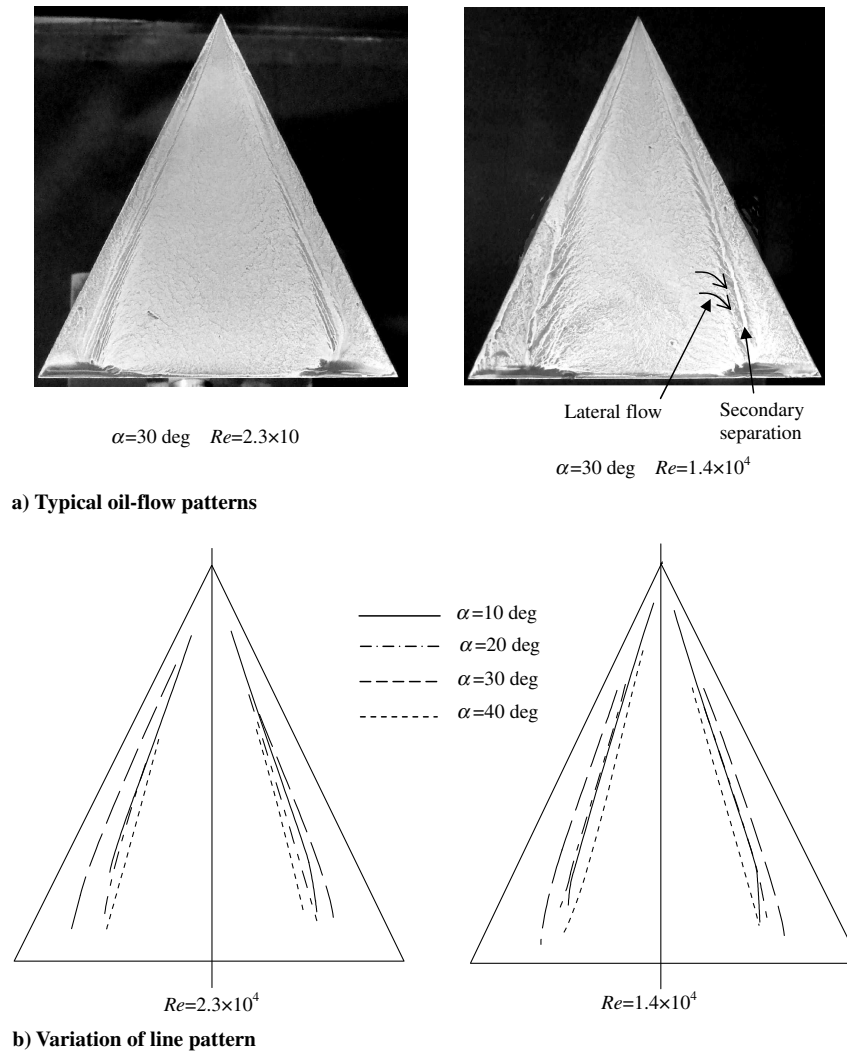 Lateral flow
Secondary
separation
α=30 deg Re=2.3×10
α=30 deg Re=1.4×10⁴
a) Typical oil-flow patterns
α=10 deg
α=20 deg
α=30 deg
α=40 deg
Re=2.3×10⁴
Re=1.4×10⁴
b) Variation of line pattern